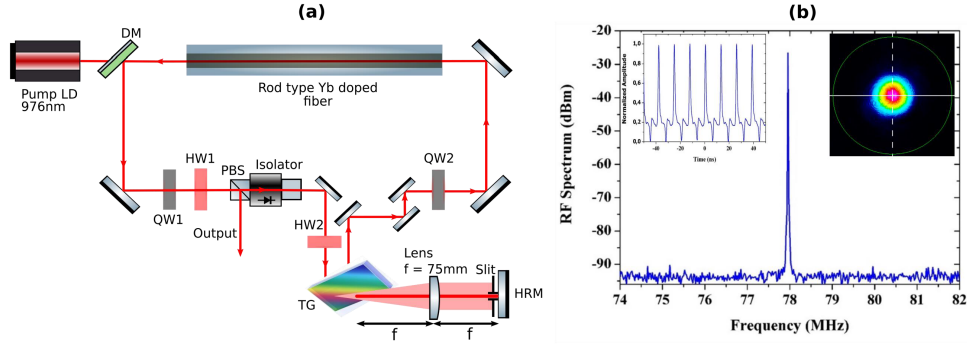 (a)
DM
Pump LD
976nm
Rod type Yb doped
fiber
HW1
PBS
Isolator
QW2
QW1
Output
HW2
Lens
f = 75mm
Slit
TG
HRM
f
f
(b)
-20
-30
-40
-50
-60
-70
-80
-90
RF Spectrum (dBm)
74
75
76
77
78
79
80
81
82
Frequency (MHz)
1,0
0,8
0,6
0,4
0,2
0,0
Normalized Amplitude
-40
-20
0
20
40
Time (ns)